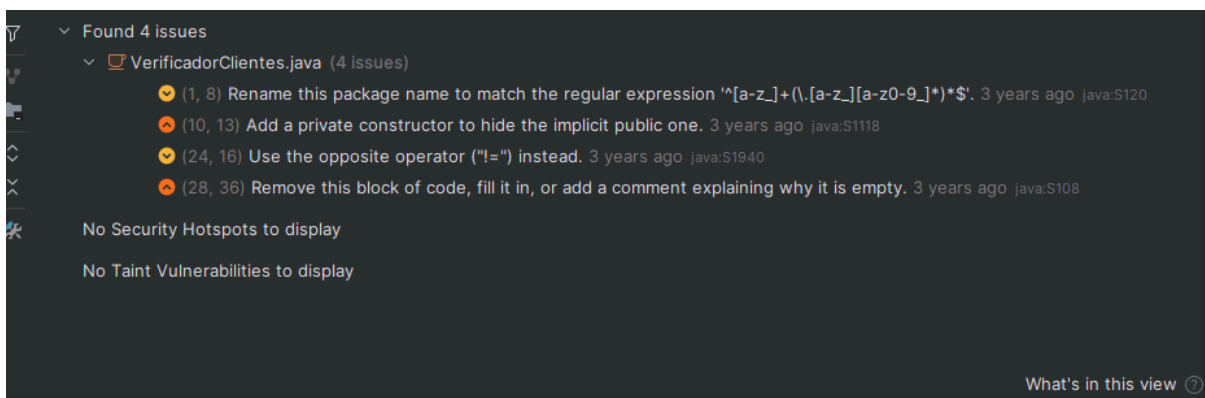 Found 4 issues
VerificadorClientes.java (4 issues)
(1, 8) Rename this package name to match the regular expression '^[a-z_]+(\.[a-z_][a-z0-9_]*)*$'. 3 years ago java:S120
(10, 13) Add a private constructor to hide the implicit public one. 3 years ago java:S1118
(24, 16) Use the opposite operator ("!=") instead. 3 years ago java:S1940
(28, 36) Remove this block of code, fill it in, or add a comment explaining why it is empty. 3 years ago java:S108
No Security Hotspots to display
No Taint Vulnerabilities to display
What's in this view